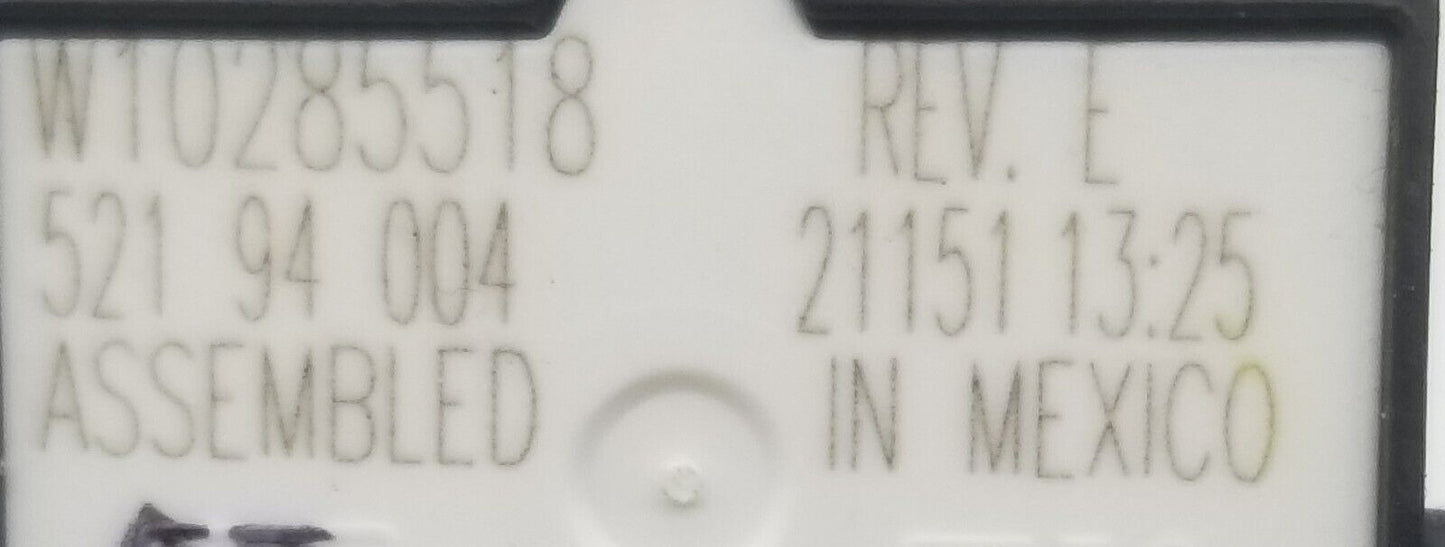 W10285518 REV. E
521 94 004 21151 13:25
ASSEMBLED IN MEXICO